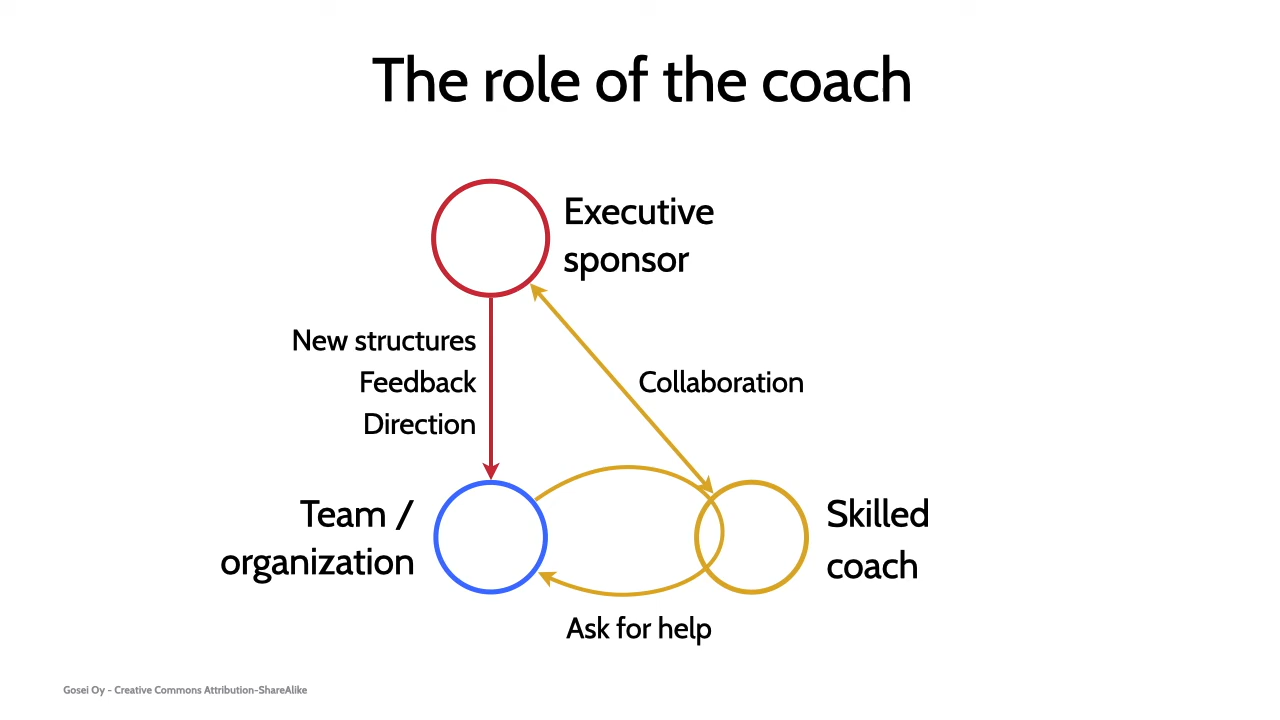 The role of the coach
Executive
sponsor
New structures
Feedback
Direction
Collaboration
Team /
organization
Skilled
coach
Ask for help
Gosei Oy - Creative Commons Attribution-ShareAlike